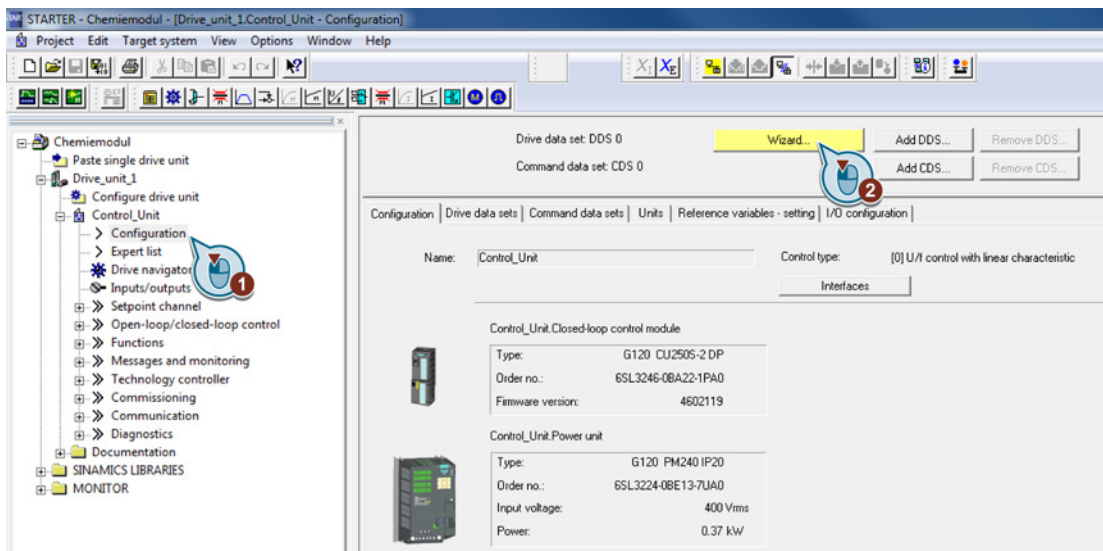 STARTER - Chemiemodul - [Drive_unit_1.Control_Unit - Configuration]
Project Edit Target system View Options Window Help
Chemiemodul
Paste single drive unit
Drive_unit_1
Configure drive unit
Control_Unit
Configuration
Expert list
Drive navigator
Inputs/outputs
Setpoint channel
Open-loop/closed-loop control
Functions
Messages and monitoring
Technology controller
Commissioning
Communication
Diagnostics
Documentation
SINAMICS LIBRARIES
MONITOR
1
Drive data set: DDS 0 Wizard... Add DDS... Remove DDS...
Command data set: CDS 0 Add CDS... Remove CDS...
2
Configuration Drive data sets Command data sets Units Reference variables - setting I/O configuration
Name: Control_Unit Control type: [0] U/f control with linear characteristic
Interfaces
Control_Unit.Closed-loop control module
Type: G120 CU250S-2 DP
Order no.: 6SL3246-0BA22-1PA0
Firmware version: 4602119
Control_Unit.Power unit
Type: G120 PM240 IP20
Order no.: 6SL3224-0BE13-7UA0
Input voltage: 400 Vrms
Power: 0.37 kW